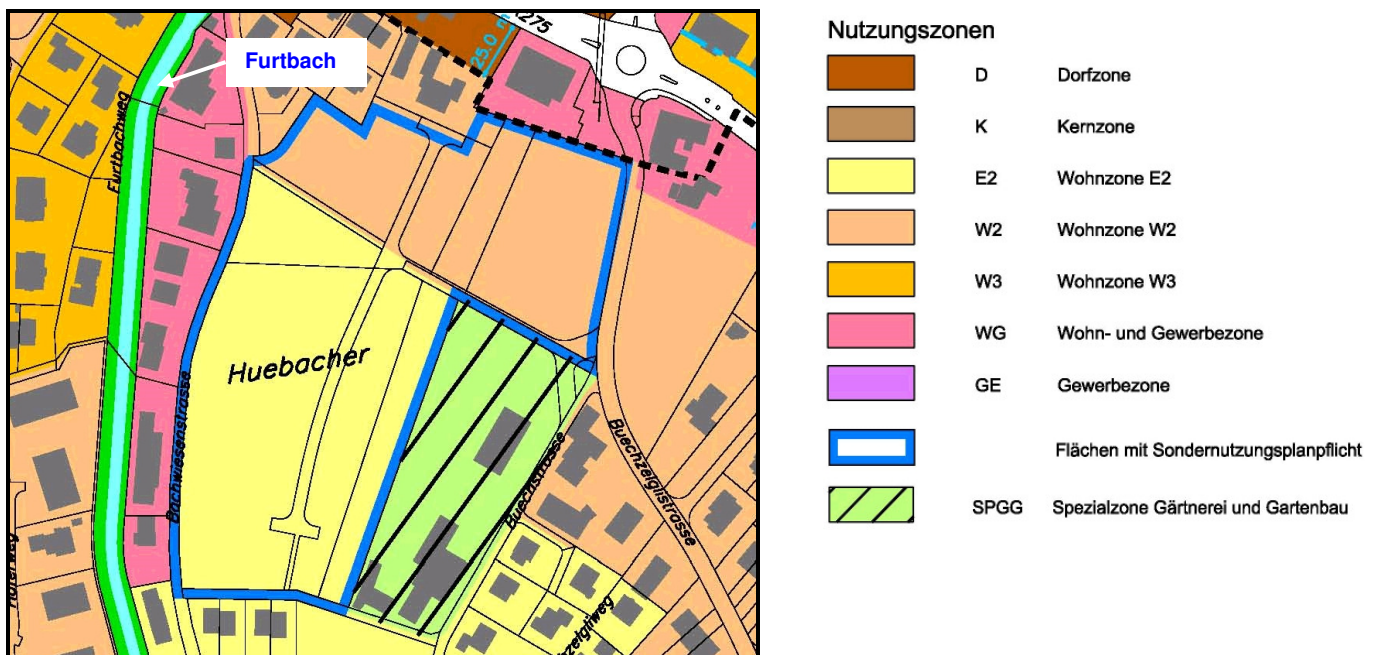 Furtbach
K275
25.0 m
Furtbachweg
Huebacher
Bachwiesenstrasse
Buechstrasse
Buechzelglistrasse
Nutzungszonen
D Dorfzone
K Kernzone
E2 Wohnzone E2
W2 Wohnzone W2
W3 Wohnzone W3
WG Wohn- und Gewerbezone
GE Gewerbezone
Flächen mit Sondernutzungsplanpflicht
SPGG Spezialzone Gärtnerei und Gartenbau